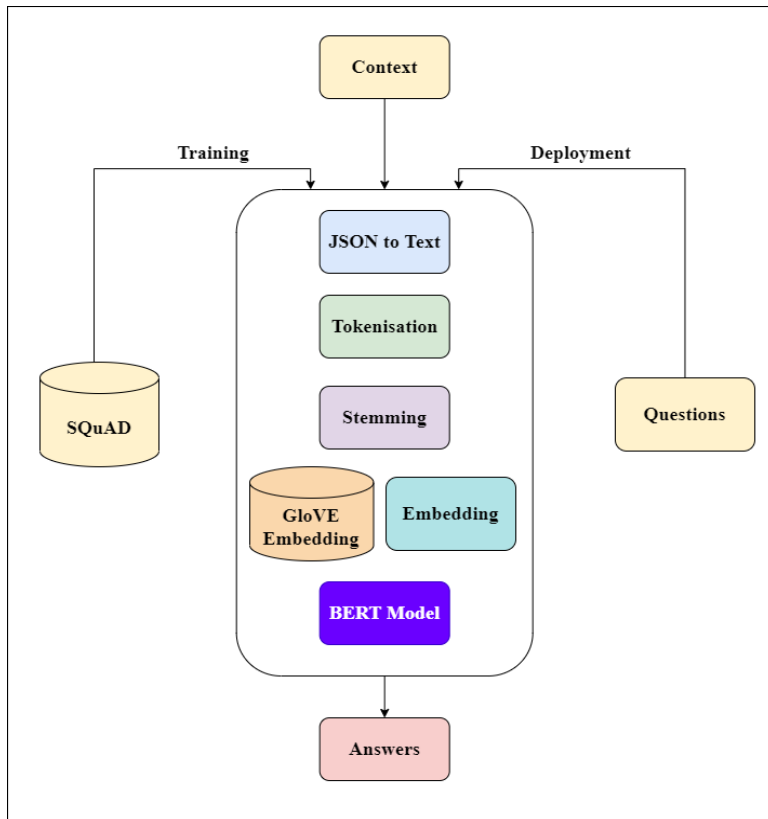 Context
Training
Deployment
JSON to Text
Tokenisation
Stemming
SQuAD
Questions
GloVE
Embedding
Embedding
BERT Model
Answers